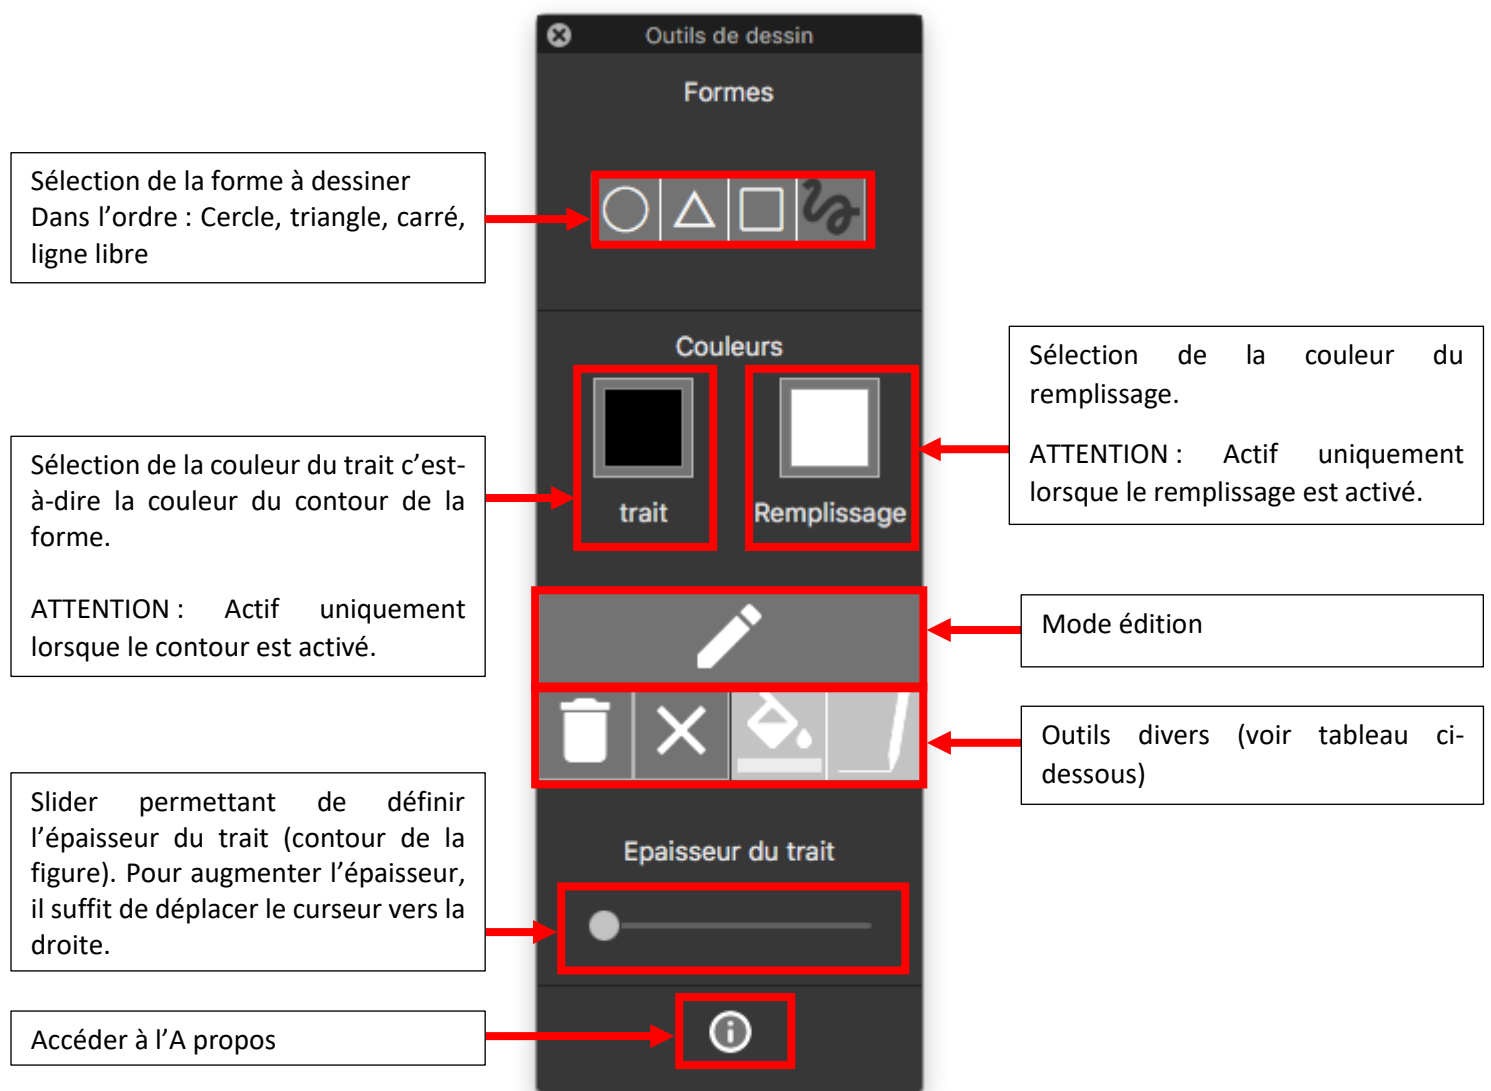 Outils de dessin
Formes
Sélection de la forme à dessiner
Dans l’ordre : Cercle, triangle, carré,
ligne libre
Couleurs
trait
Remplissage
Sélection de la couleur du
remplissage.
ATTENTION : Actif uniquement
lorsque le remplissage est activé.
Sélection de la couleur du trait c’est-
à-dire la couleur du contour de la
forme.
ATTENTION : Actif uniquement
lorsque le contour est activé.
Mode édition
Outils divers (voir tableau ci-
dessous)
Slider permettant de définir
l’épaisseur du trait (contour de la
figure). Pour augmenter l’épaisseur,
il suffit de déplacer le curseur vers la
droite.
Epaisseur du trait
Accéder à l’A propos